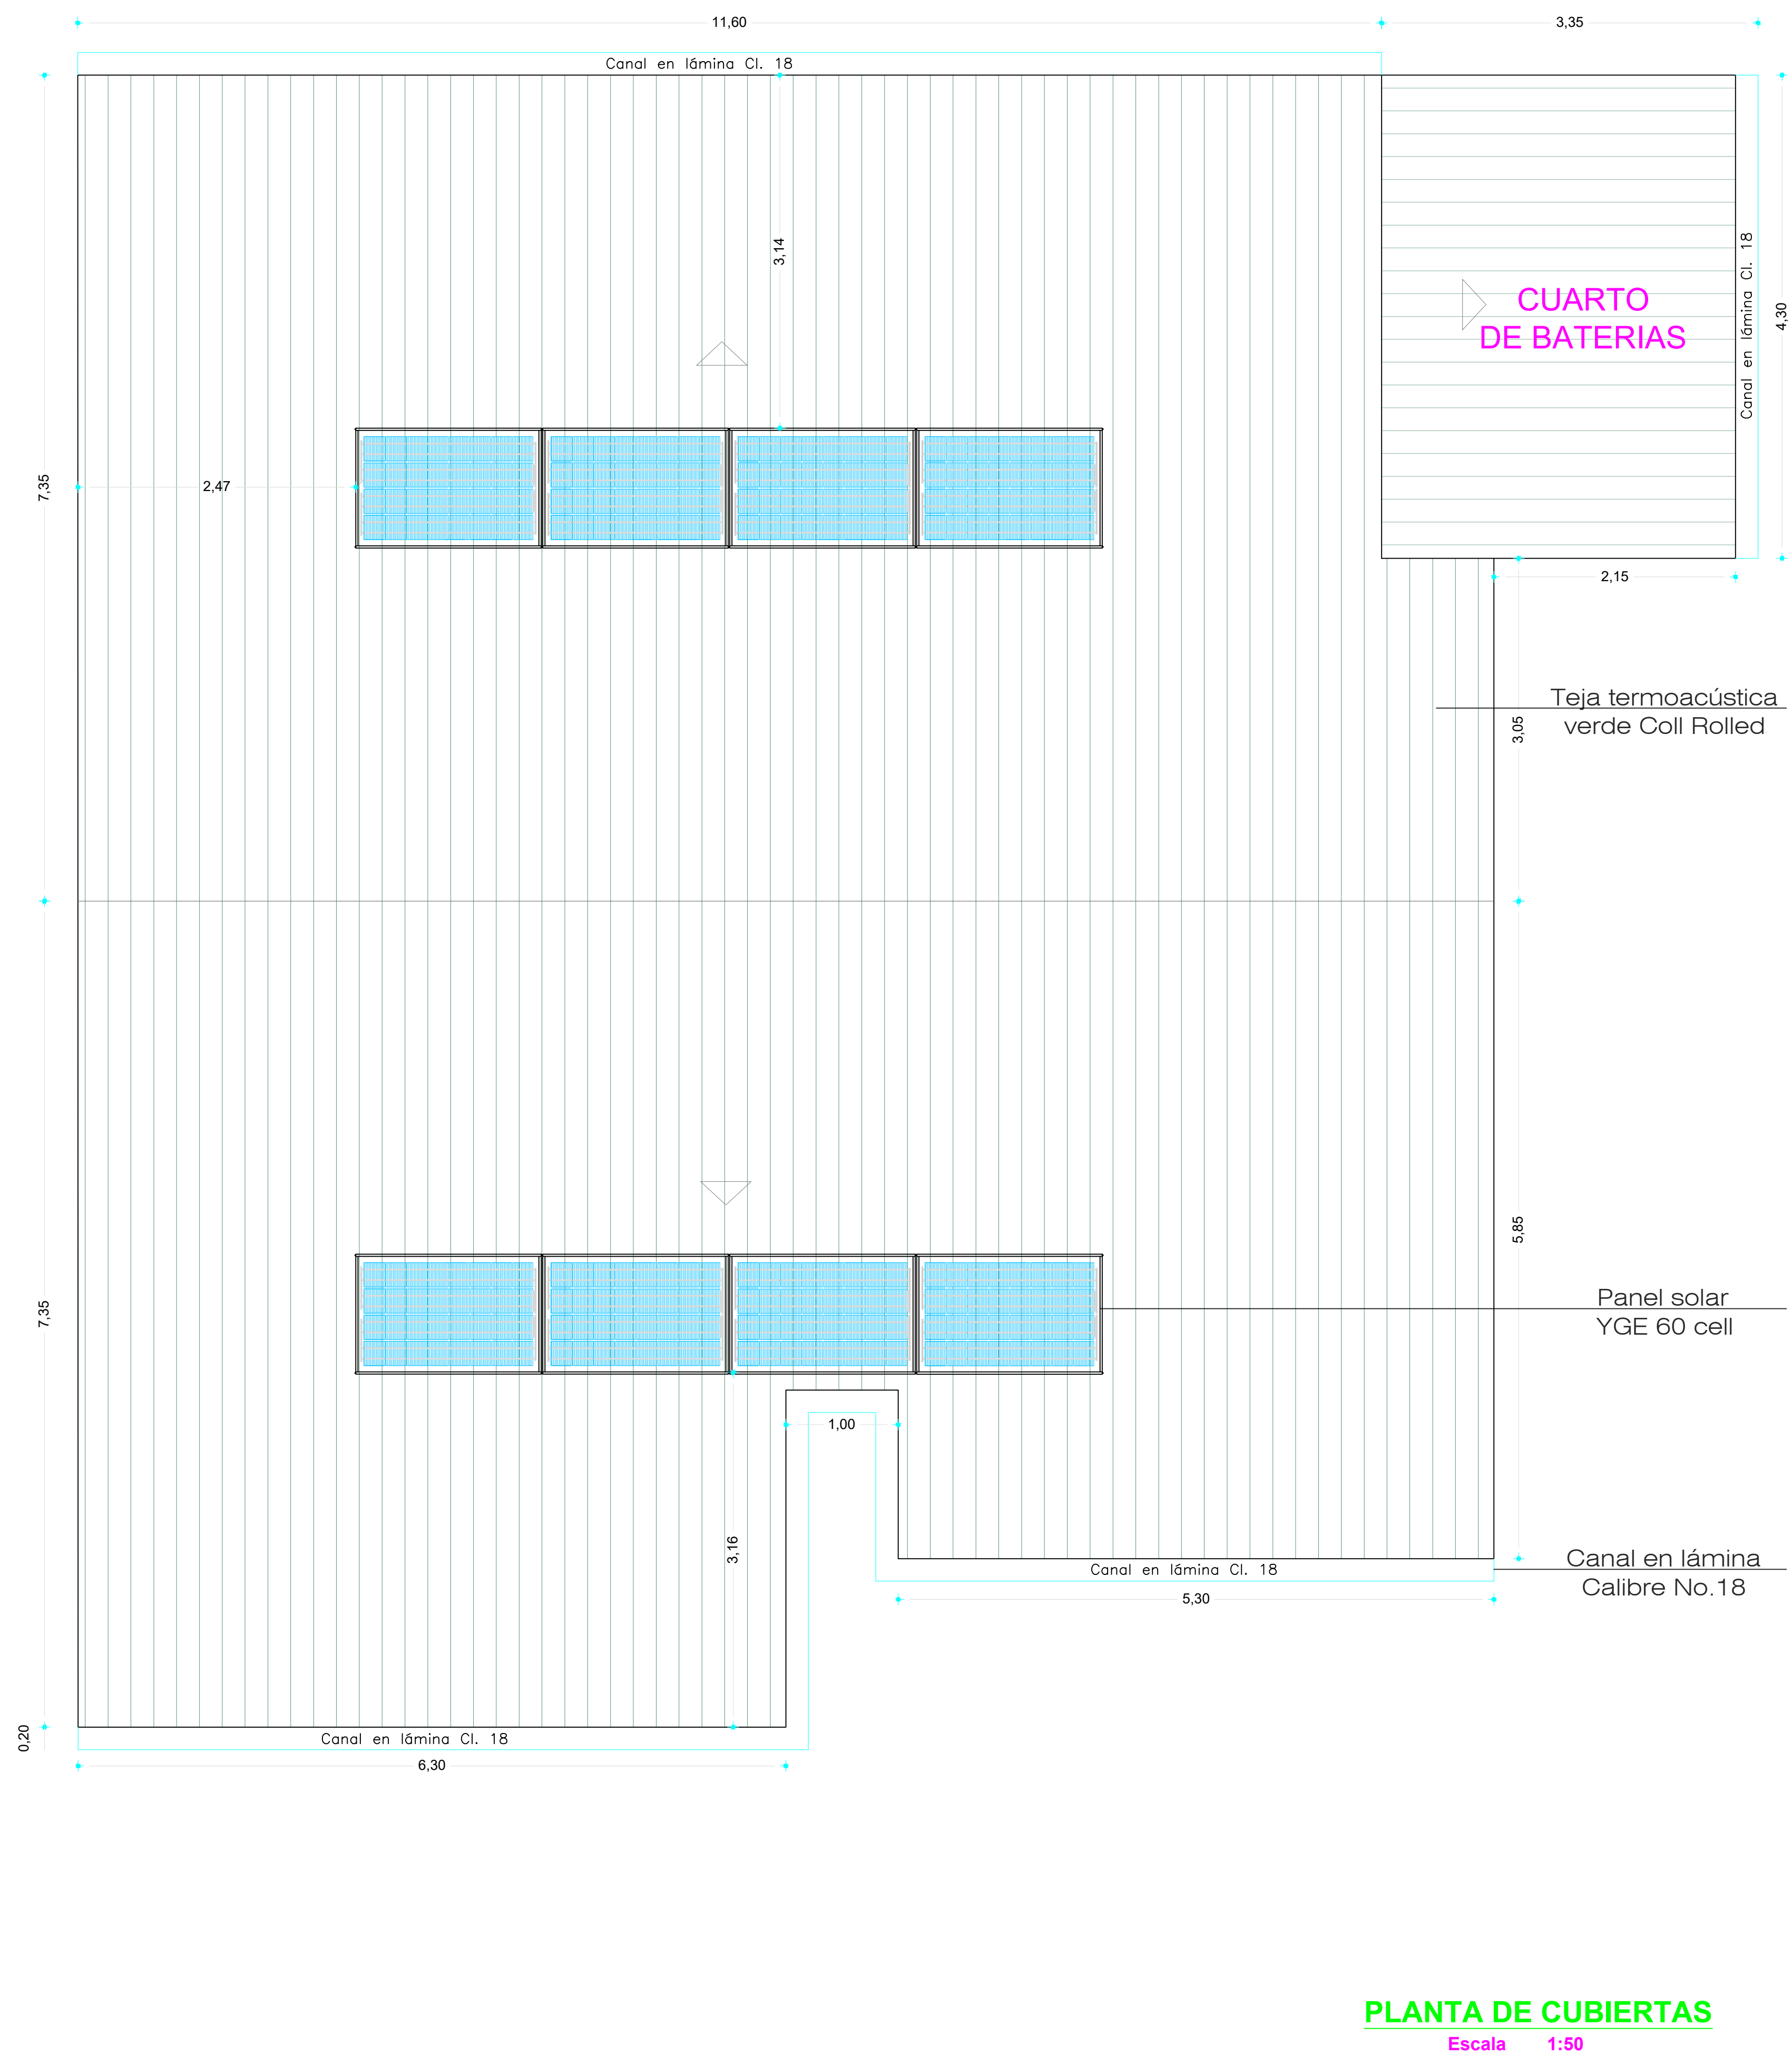 11,60
3,35
Canal en lámina Cl. 18
3,14
4,30
Canal en lámina Cl. 18
CUARTO
DE BATERIAS
7,35
2,47
2,15
Teja termoacústica
verde Coll Rolled
3,05
5,85
Panel solar
YGE 60 cell
7,35
1,00
3,16
Canal en lámina Cl. 18
Canal en lámina
Calibre No.18
5,30
0,20
Canal en lámina Cl. 18
6,30
PLANTA DE CUBIERTAS
Escala 1:50